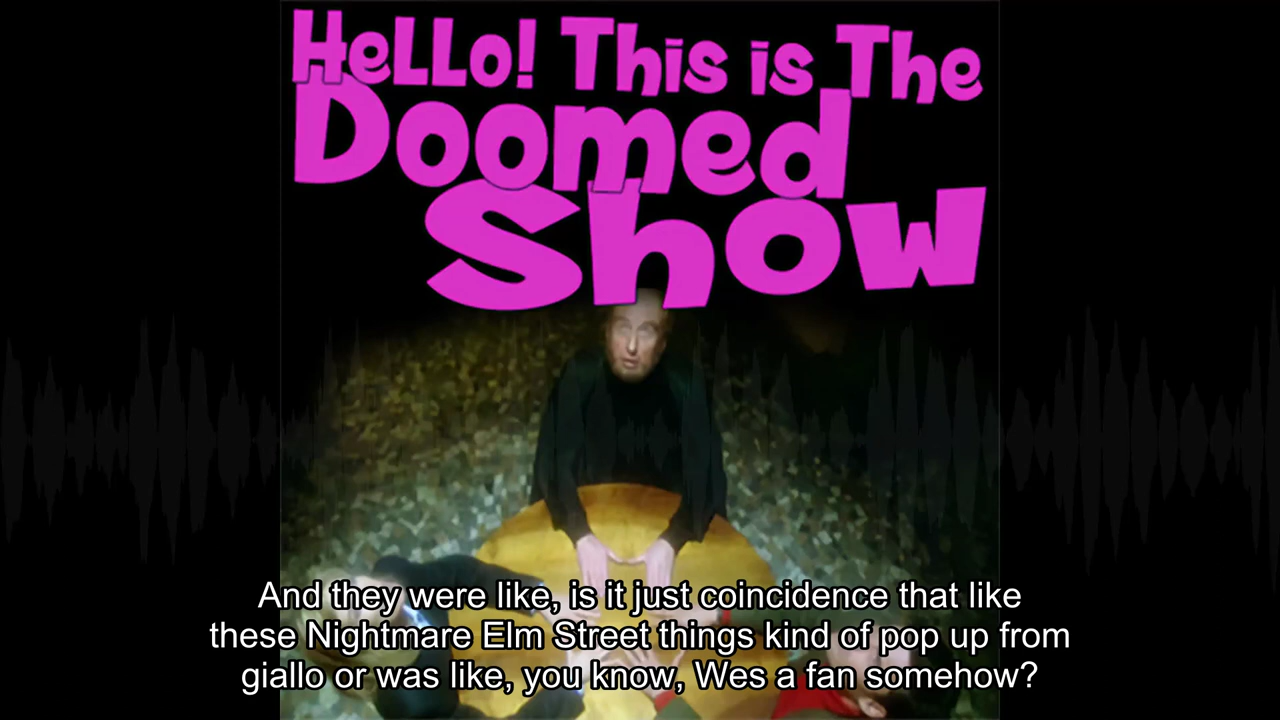 HeLLo! This is The
Doomed
Show
And they were like, is it just coincidence that like
these Nightmare Elm Street things kind of pop up from
giallo or was like, you know, Wes a fan somehow?